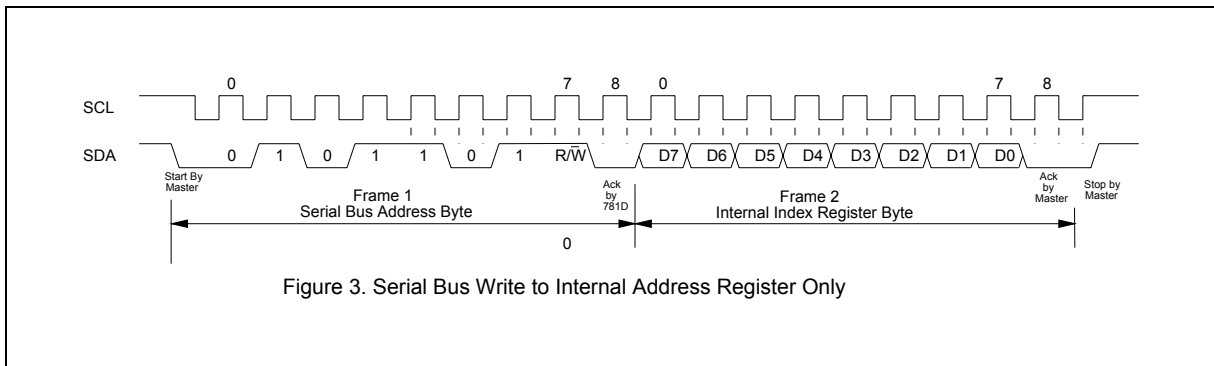 0 7 8 0 7 8
SCL
SDA 0 1 0 1 1 0 1 R/W̅ D7 D6 D5 D4 D3 D2 D1 D0
Start By
Master
Ack
by
781D
Ack
by
Master
Stop by
Master
Frame 1
Serial Bus Address Byte
Frame 2
Internal Index Register Byte
0
Figure 3. Serial Bus Write to Internal Address Register Only